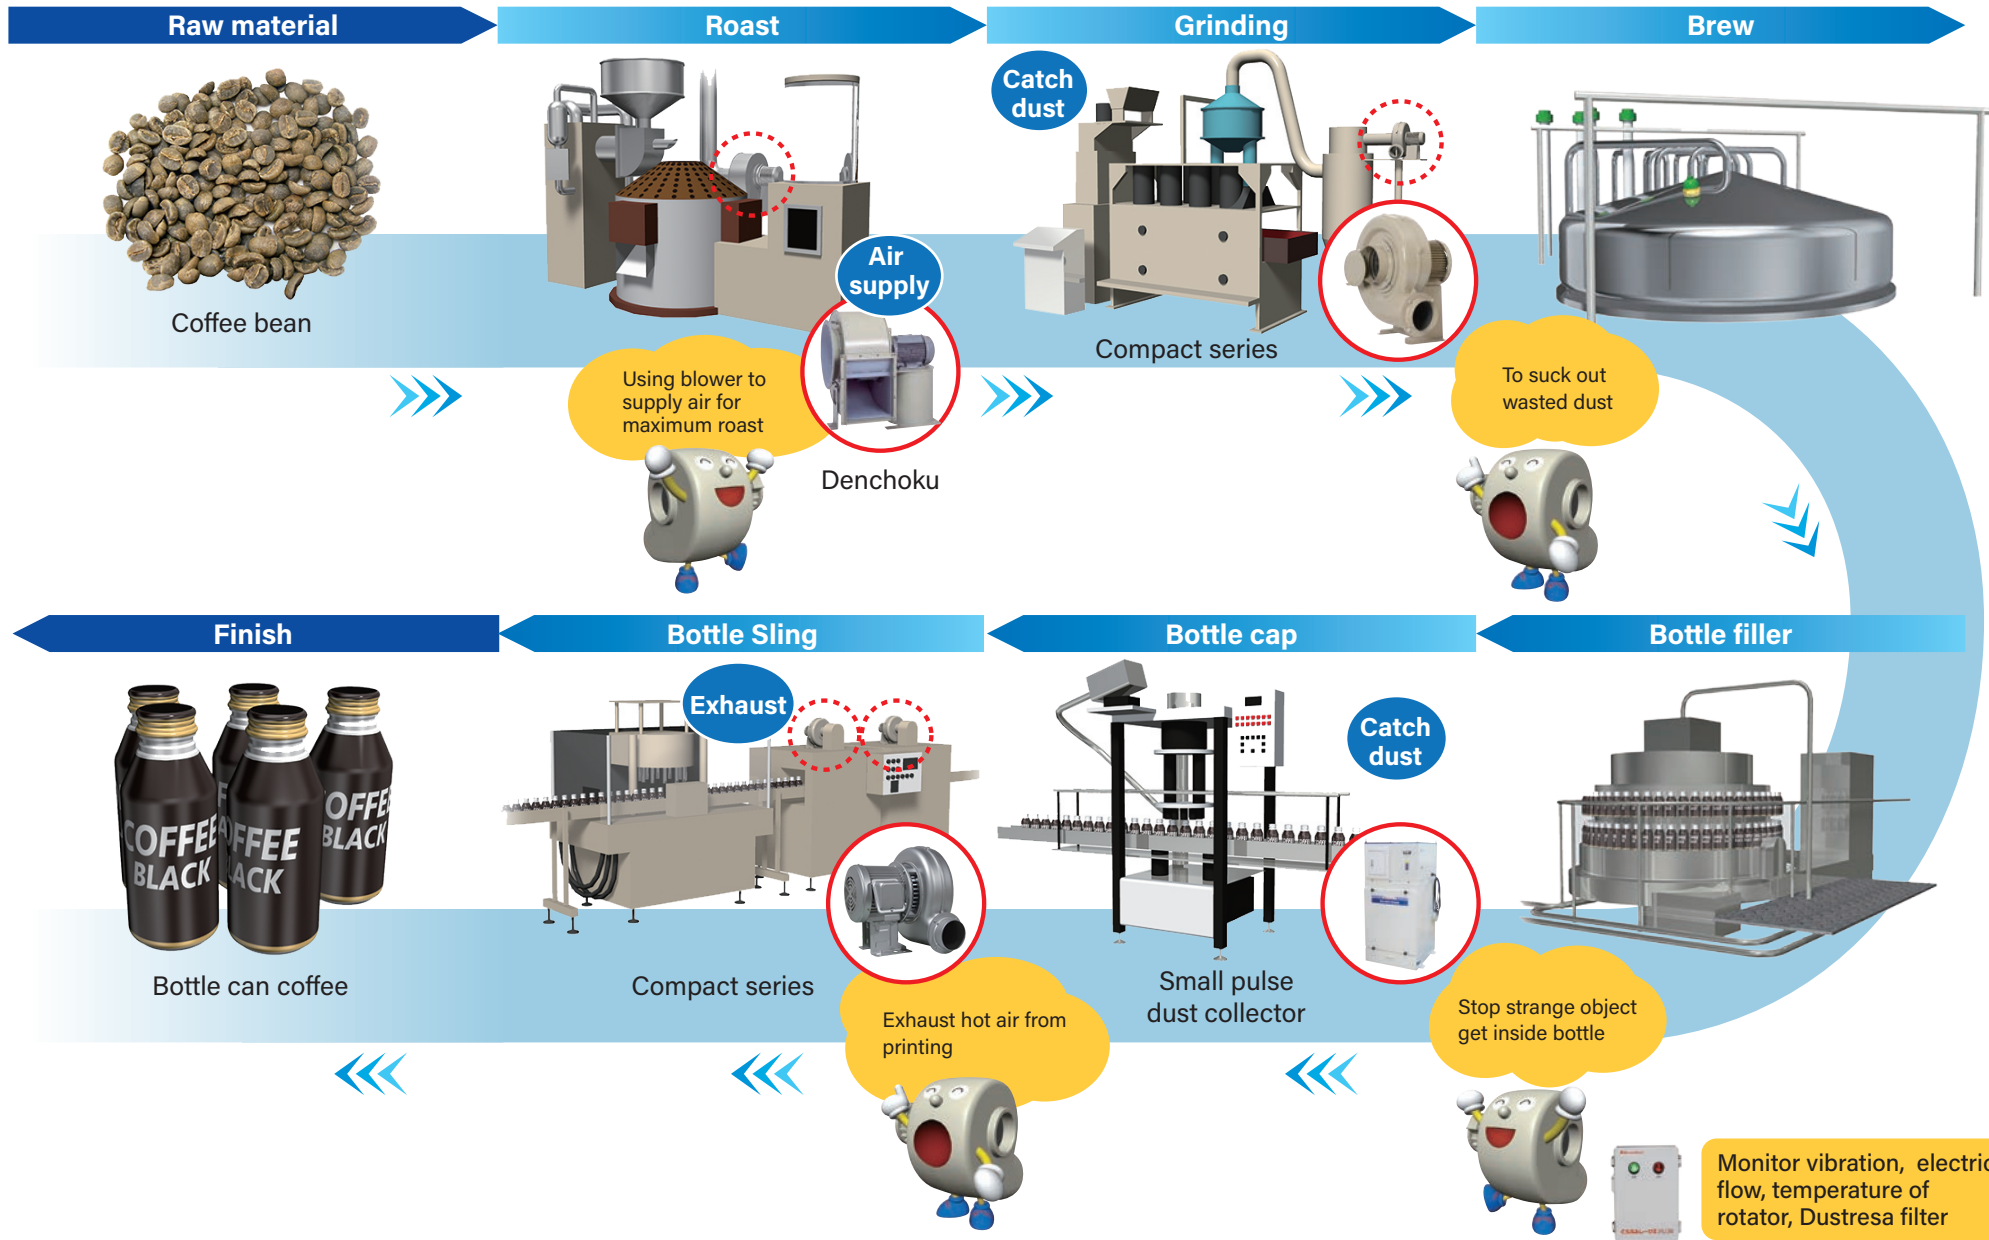 Raw material
Roast
Grinding
Brew
Catch
dust
Air
supply
Coffee bean
Compact series
Using blower to
supply air for
maximum roast
To suck out
wasted dust
Denchoku
Finish
Bottle Sling
Bottle cap
Bottle filler
Exhaust
Catch
dust
COFFEE
BLACK
COFFEE
BLACK
Bottle can coffee
Compact series
Small pulse
dust collector
Exhaust hot air from
printing
Stop strange object
get inside bottle
Monitor vibration, electric
flow, temperature of
rotator, Dustresa filter